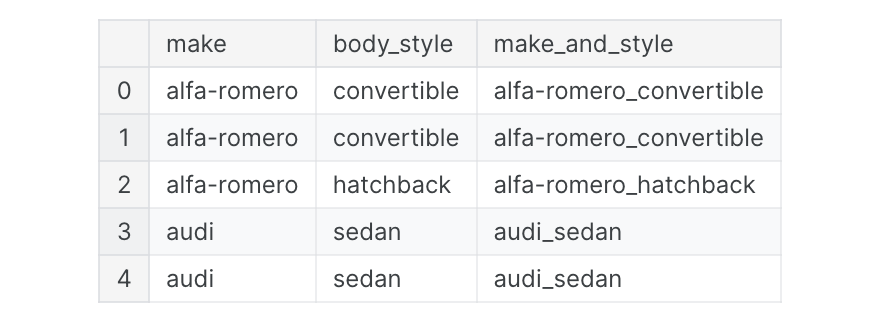 make body_style make_and_style
0 alfa-romero convertible alfa-romero_convertible
1 alfa-romero convertible alfa-romero_convertible
2 alfa-romero hatchback alfa-romero_hatchback
3 audi sedan audi_sedan
4 audi sedan audi_sedan